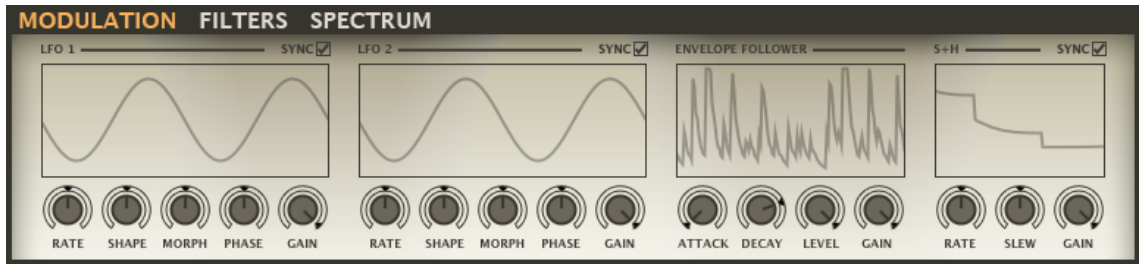 MODULATION FILTERS SPECTRUM
LFO 1 SYNC LFO 2 SYNC ENVELOPE FOLLOWER S+H SYNC
RATE SHAPE MORPH PHASE GAIN RATE SHAPE MORPH PHASE GAIN ATTACK DECAY LEVEL GAIN RATE SLEW GAIN